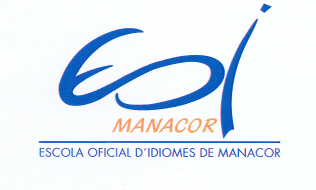 EOI
MANACOR
ESCOLA OFICIAL D'IDIOMES DE MANACOR